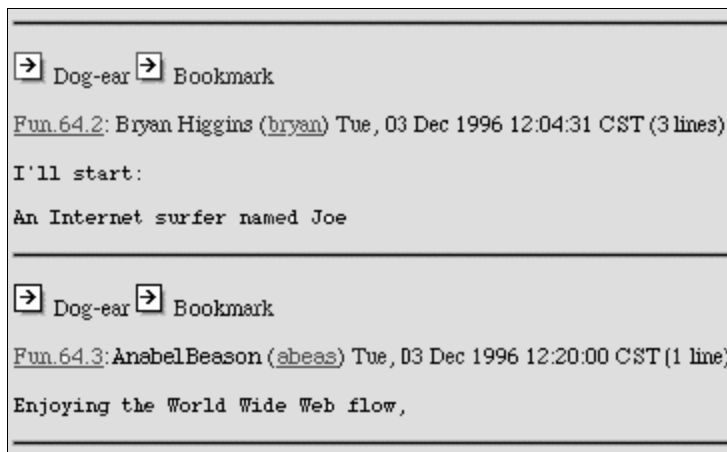 Dog-ear Bookmark
Fun.64.2: Bryan Higgins (bryan) Tue, 03 Dec 1996 12:04:31 CST (3 lines)
I'll start:
An Internet surfer named Joe
Dog-ear Bookmark
Fun.64.3: Anabel Beason (abeas) Tue, 03 Dec 1996 12:20:00 CST (1 line)
Enjoying the World Wide Web flow,